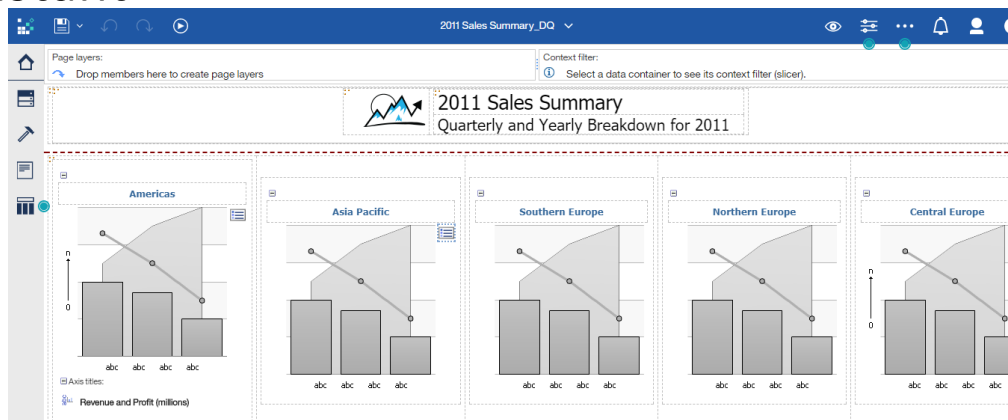 2011 Sales Summary_DQ
Page layers:
Drop members here to create page layers
Context filter:
Select a data container to see its context filter (slicer).
2011 Sales Summary
Quarterly and Yearly Breakdown for 2011
Americas
Asia Pacific
Southern Europe
Northern Europe
Central Europe
n
0
n
0
abc abc abc abc
abc abc abc abc
abc abc abc abc
abc abc abc abc
abc abc abc abc
Axis titles:
Revenue and Profit (millions)